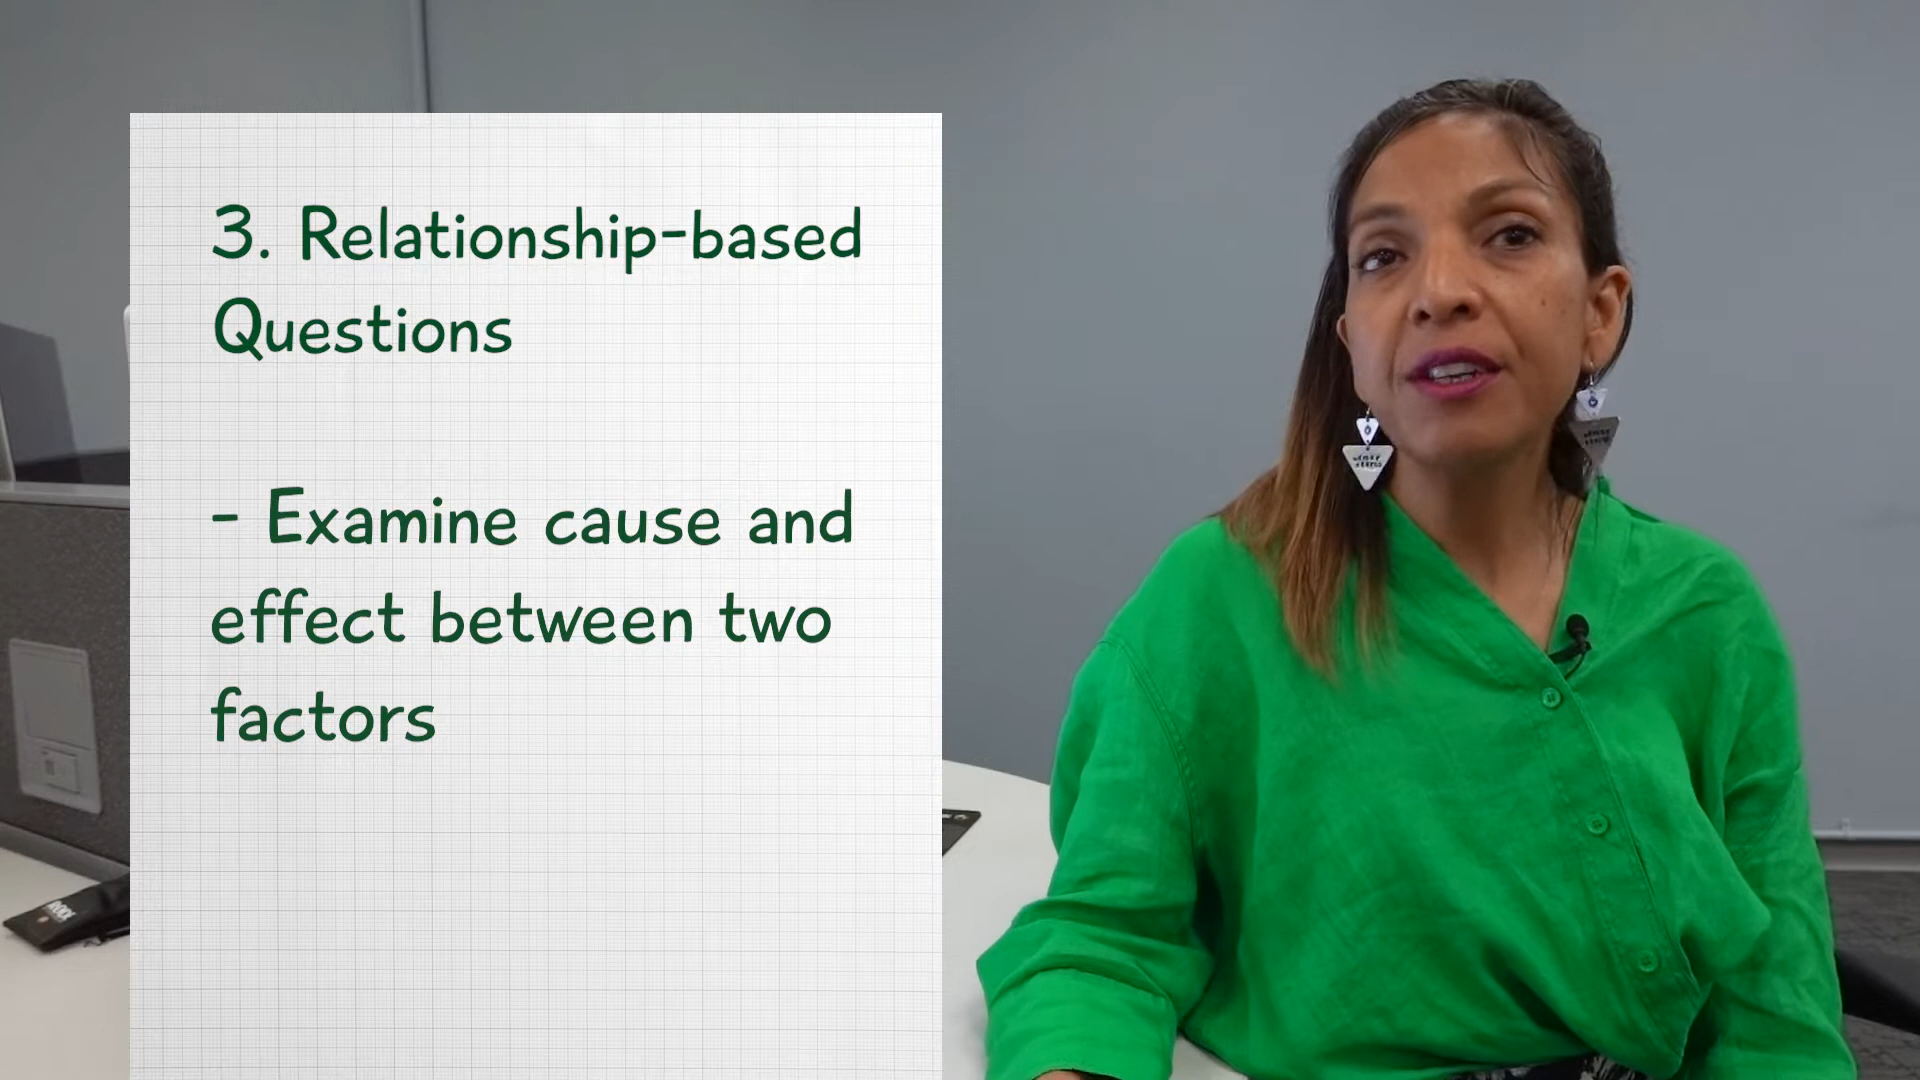 3. Relationship-based
Questions
- Examine cause and
effect between two
factors